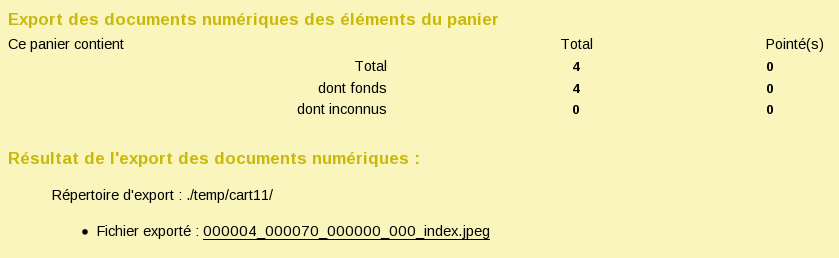 Export des documents numériques des éléments du panier
Ce panier contient Total Pointé(s)
Total 4 0
dont fonds 4 0
dont inconnus 0 0
Résultat de l'export des documents numériques :
Répertoire d'export : ./temp/cart11/
• Fichier exporté : 000004_000070_000000_000_index.jpeg